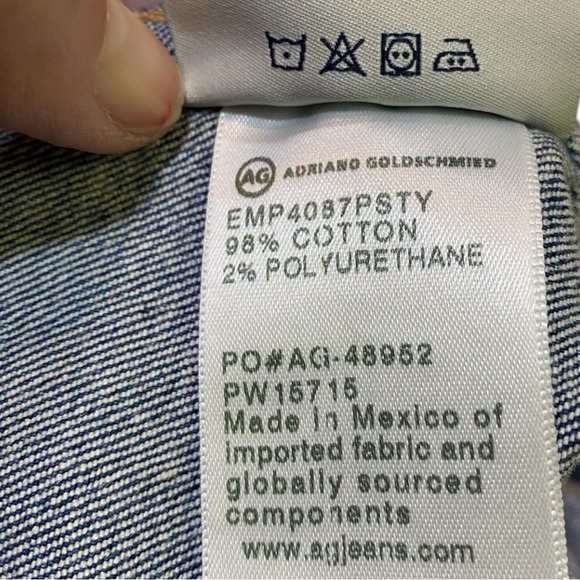 AG ADRIANO GOLDSCHMIED
EMP4087PSTY
98% COTTON
2% POLYURETHANE
PO#AG-48952
PW15715
Made in Mexico of
imported fabric and
globally sourced
components
www.agjeans.com